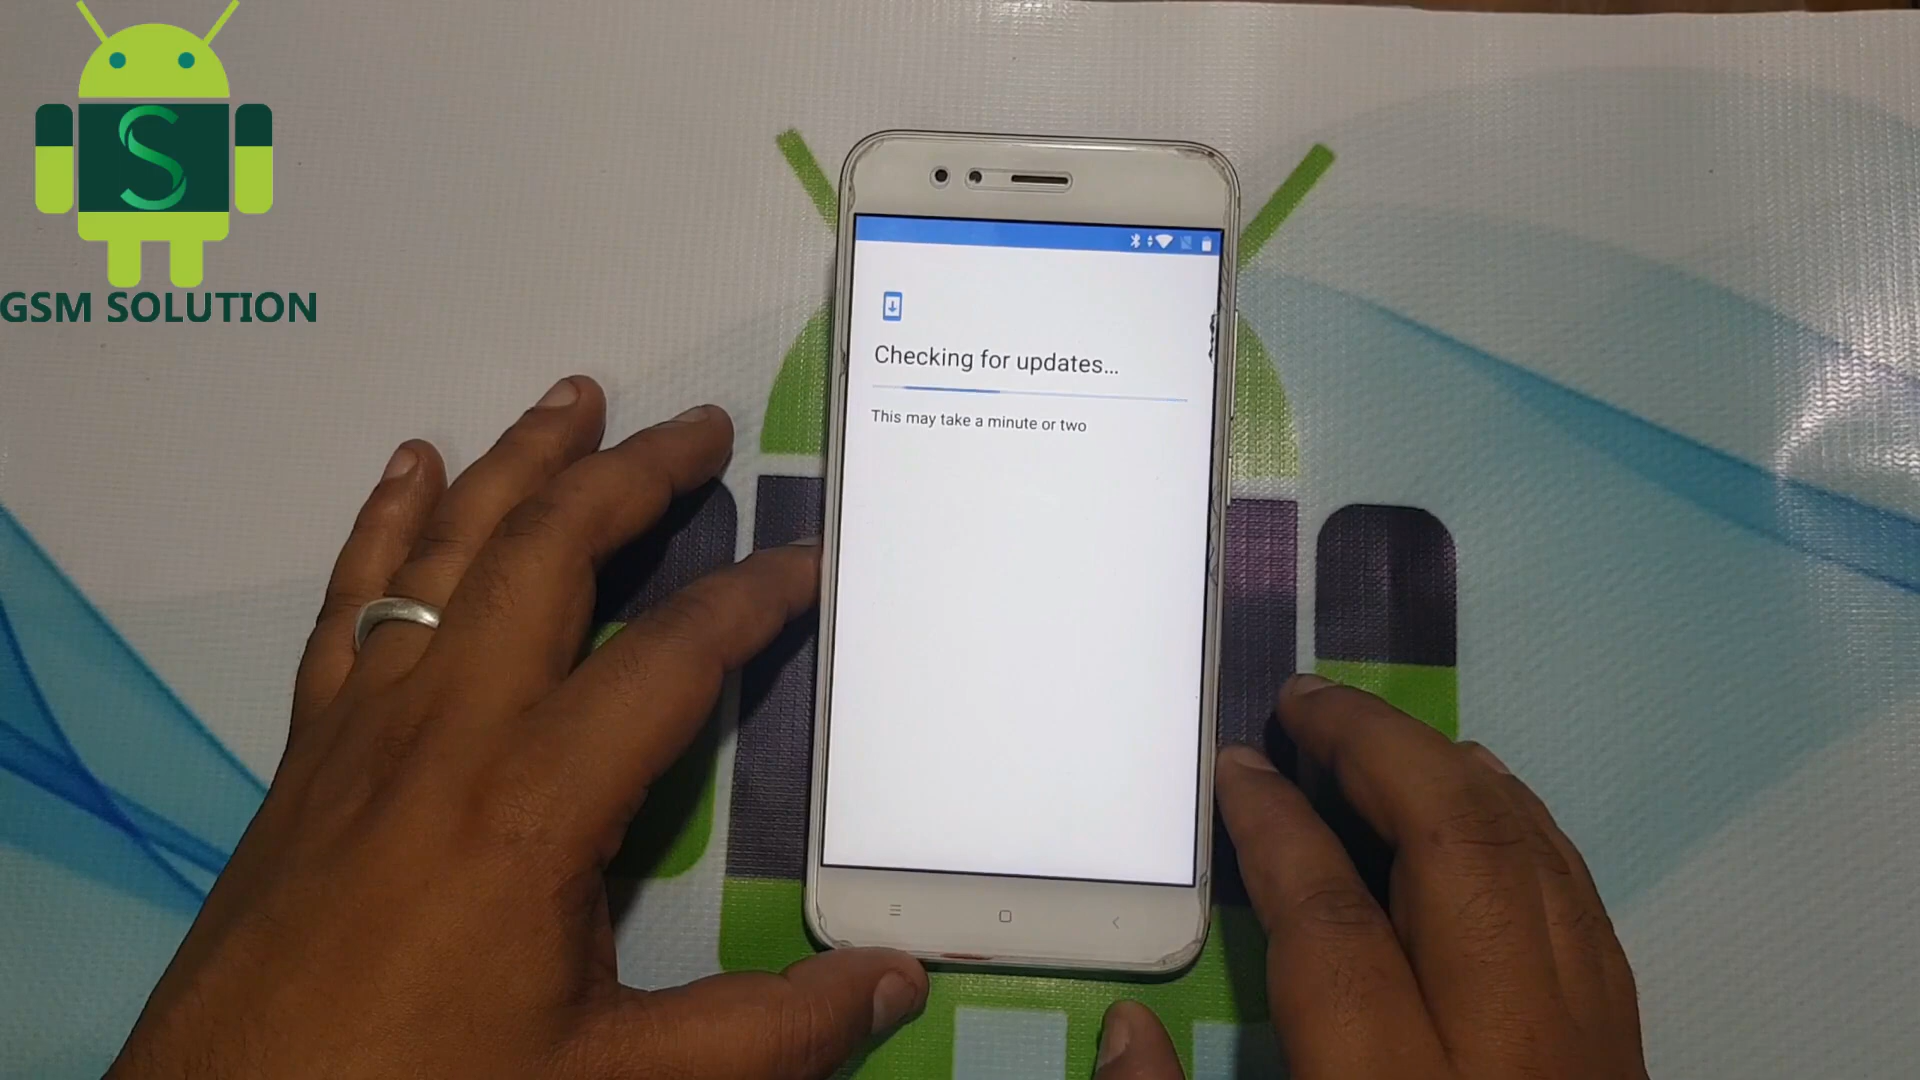 S
GSM SOLUTION
Checking for updates...
This may take a minute or two